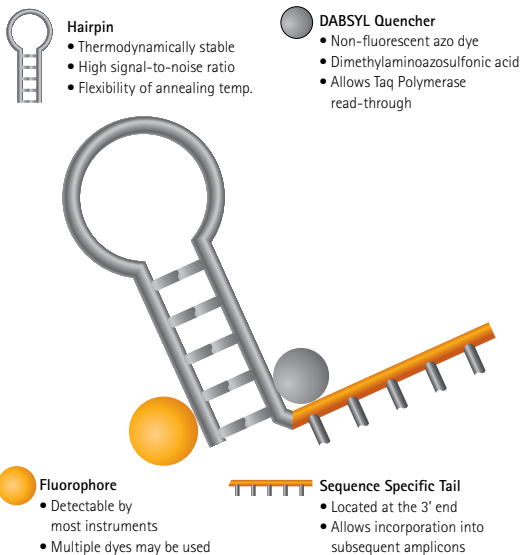 Hairpin
• Thermodynamically stable
• High signal-to-noise ratio
• Flexibility of annealing temp.
DABSYL Quencher
• Non-fluorescent azo dye
• Dimethylaminoazosulfonic acid
• Allows Taq Polymerase
read-through
Fluorophore
• Detectable by
most instruments
• Multiple dyes may be used
Sequence Specific Tail
• Located at the 3' end
• Allows incorporation into
subsequent amplicons